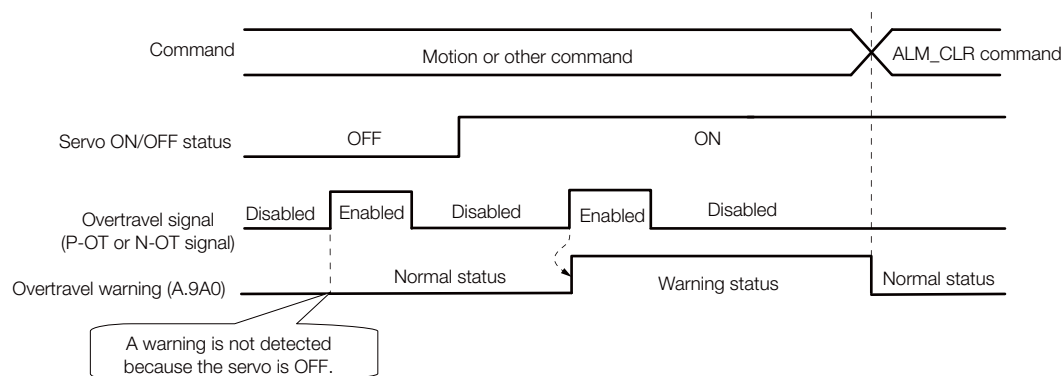 Command
Motion or other command
ALM_CLR command
Servo ON/OFF status
OFF
ON
Overtravel signal
(P-OT or N-OT signal)
Disabled
Enabled
Disabled
Enabled
Disabled
Overtravel warning (A.9A0)
Normal status
Warning status
Normal status
A warning is not detected
because the servo is OFF.